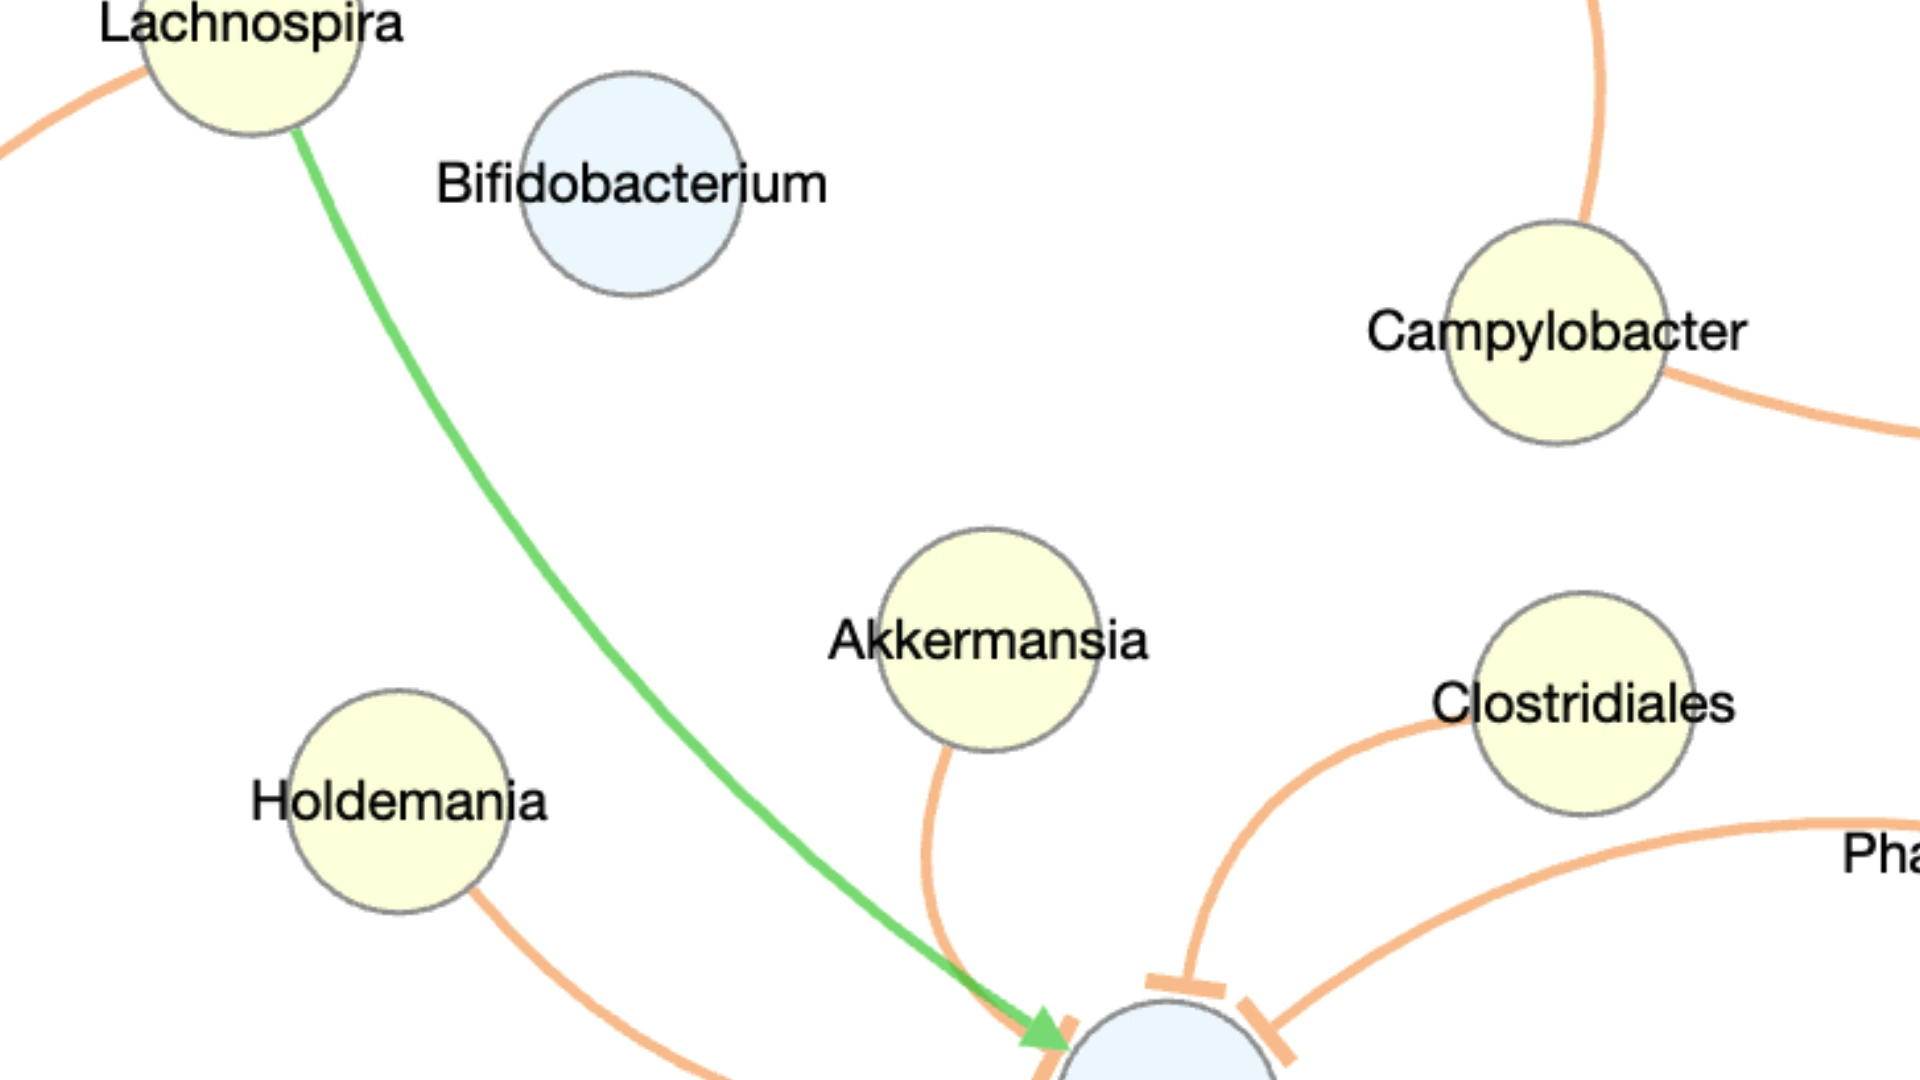 Lachnospira
Bifidobacterium
Campylobacter
Akkermansia
Clostridiales
Holdemania